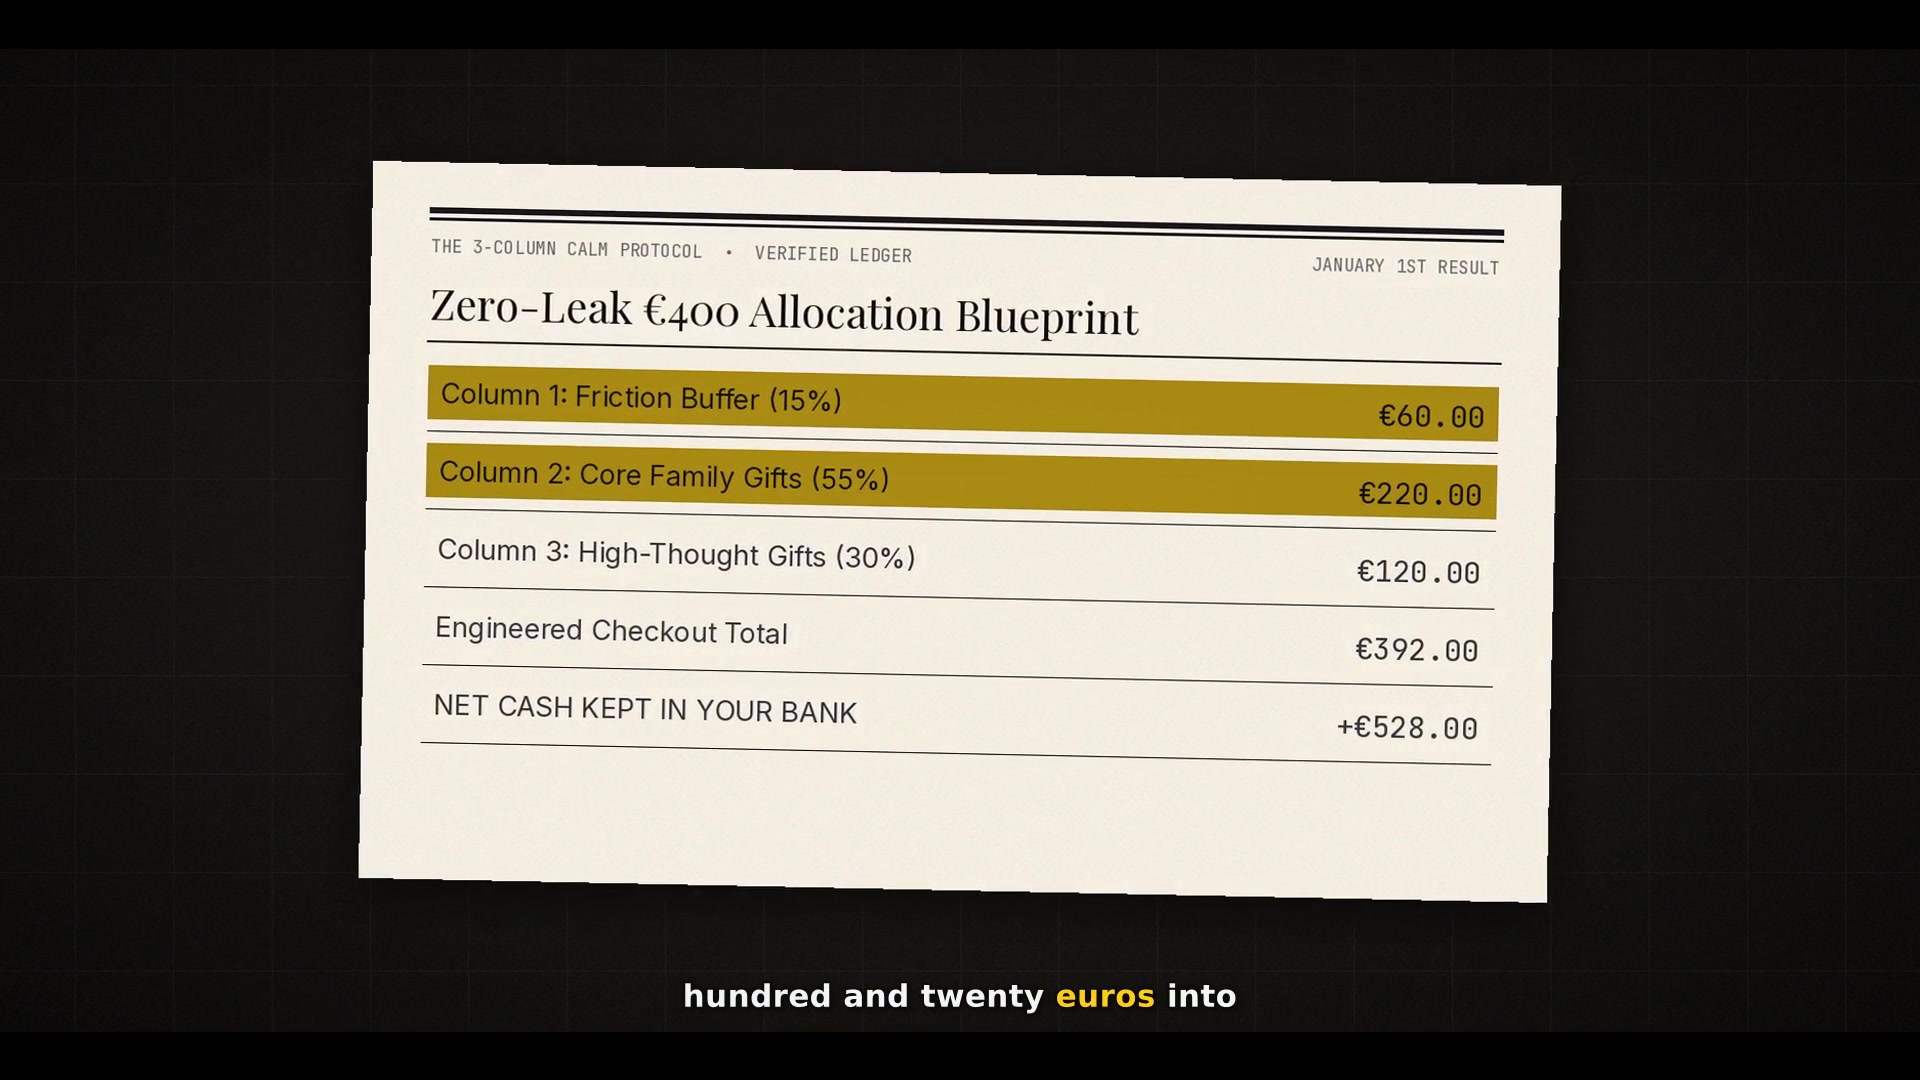 THE 3-COLUMN CALM PROTOCOL • VERIFIED LEDGER
JANUARY 1ST RESULT
Zero-Leak €400 Allocation Blueprint
Column 1: Friction Buffer (15%) €60.00
Column 2: Core Family Gifts (55%) €220.00
Column 3: High-Thought Gifts (30%) €120.00
Engineered Checkout Total €392.00
NET CASH KEPT IN YOUR BANK +€528.00
hundred and twenty euros into